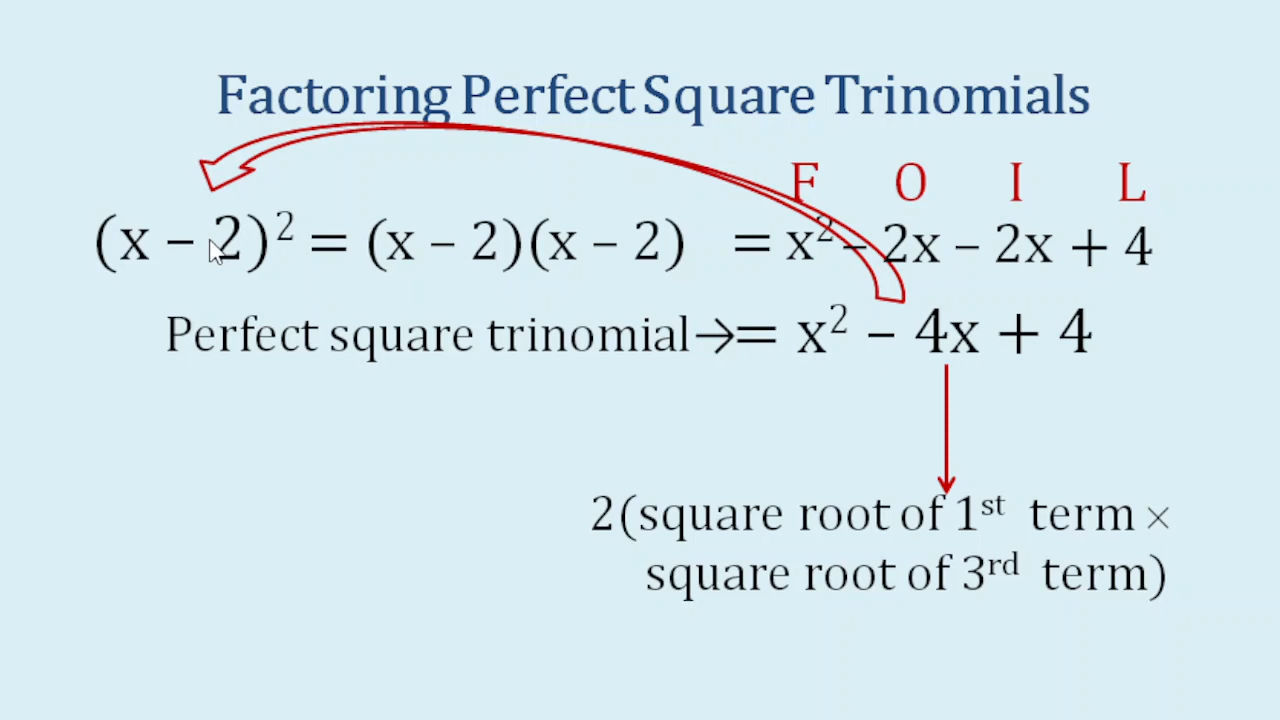 Factoring Perfect Square Trinomials
F O I L
(x – 2)² = (x – 2)(x – 2) = x² – 2x – 2x + 4
Perfect square trinomial→= x² – 4x + 4
2(square root of 1ˢᵗ term ×
square root of 3ʳᵈ term)